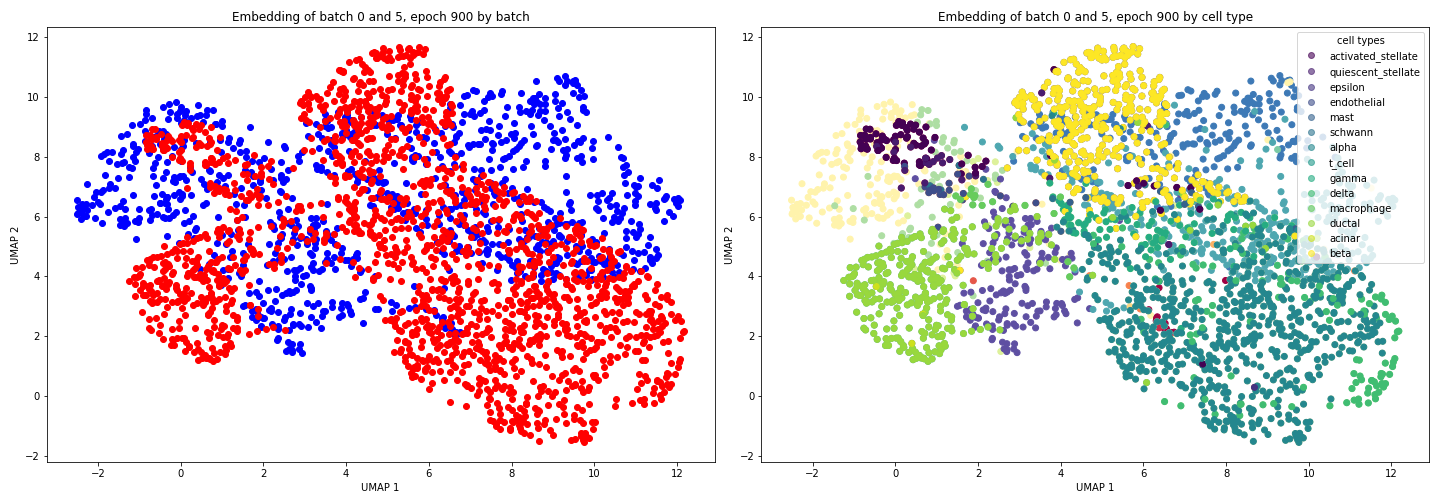 Embedding of batch 0 and 5, epoch 900 by batch
12
10
8
6
4
2
0
−2
UMAP 2
−2
0
2
4
6
8
10
12
UMAP 1
Embedding of batch 0 and 5, epoch 900 by cell type
12
10
8
6
4
2
0
−2
UMAP 2
−2
0
2
4
6
8
10
12
UMAP 1
cell types
activated_stellate
quiescent_stellate
epsilon
endothelial
mast
schwann
alpha
t_cell
gamma
delta
macrophage
ductal
acinar
beta